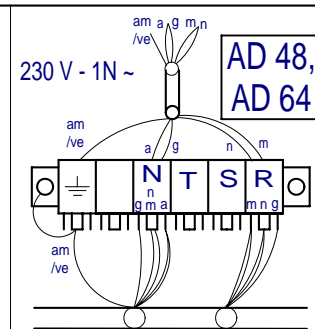 am
/ve
a g m n
230 V - 1N ~
AD 48,
AD 64
am
/ve
a g n m
N T S R
n
g m a
m n g
am
/ve